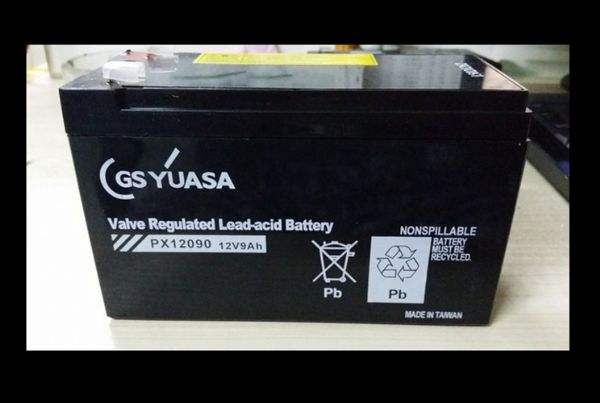 GS YUASA
Valve Regulated Lead-acid Battery
PX12090 12V9Ah
NONSPILLABLE
BATTERY
MUST BE
RECYCLED.
Pb
Pb
MADE IN TAIWAN